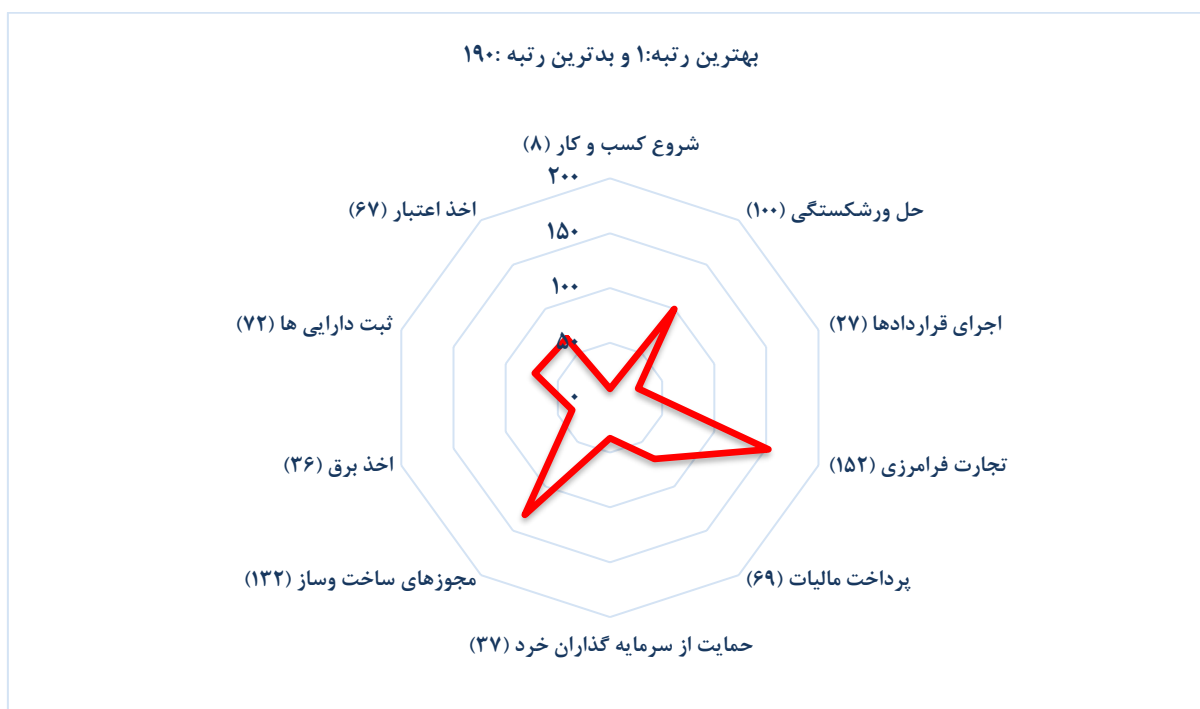 بهترین رتبه:۱ و بدترین رتبه :۱۹۰
شروع کسب و کار (۸)
حل ورشکستگی (۱۰۰)
اجرای قراردادها (۲۷)
تجارت فرامرزی (۱۵۲)
پرداخت مالیات (۶۹)
حمایت از سرمایه گذاران خرد (۳۷)
مجوزهای ساخت وساز (۱۳۲)
اخذ برق (۳۶)
ثبت دارایی ها (۷۲)
اخذ اعتبار (۶۷)
۲۰۰
۱۵۰
۱۰۰
۵۰
۰